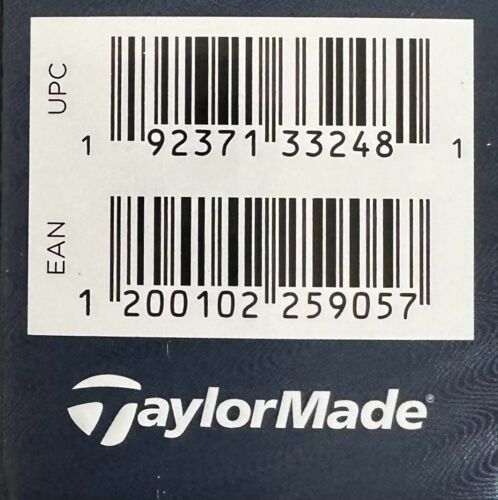 UPC
1 92371 33248 1
EAN
1 200102 259057
TaylorMade®